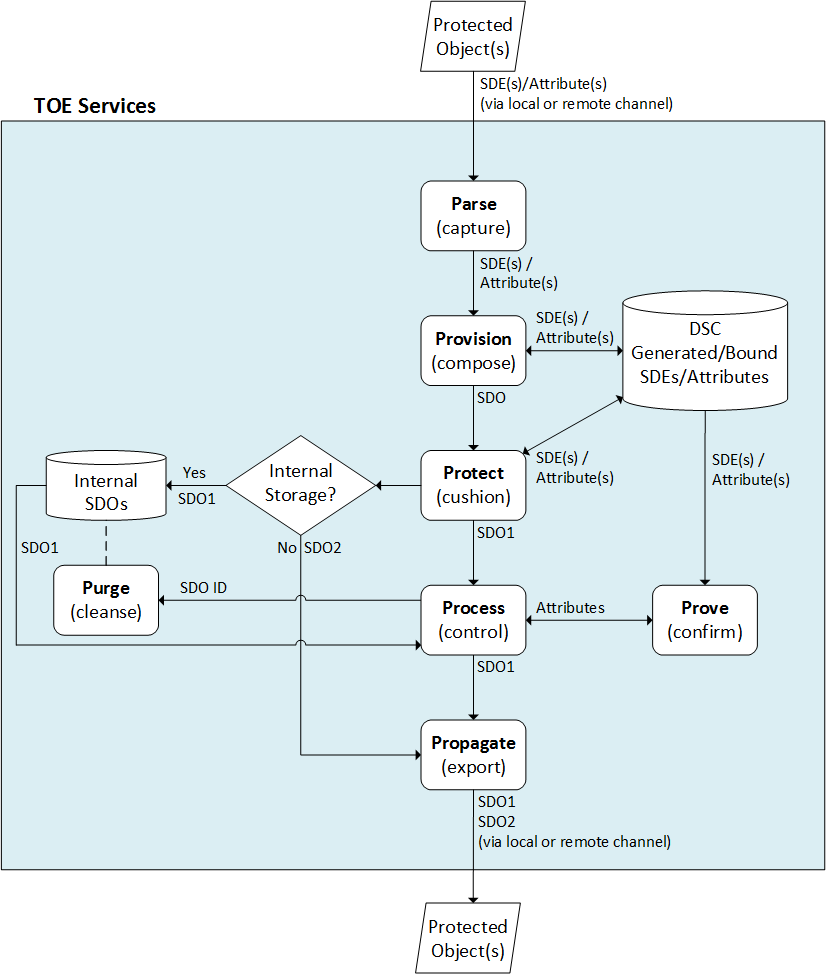 Protected
Object(s)
SDE(s)/Attribute(s)
(via local or remote channel)
TOE Services
Parse
(capture)
SDE(s) /
Attribute(s)
Provision
(compose)
SDE(s) /
Attribute(s)
DSC
Generated/Bound
SDEs/Attributes
SDO
Protect
(cushion)
SDE(s) /
Attribute(s)
SDE(s) /
Attribute(s)
Internal
Storage?
Yes
SDO1
Internal
SDOs
No
SDO2
SDO1
SDO1
Purge
(cleanse)
SDO ID
Process
(control)
Attributes
Prove
(confirm)
SDO1
Propagate
(export)
SDO1
SDO2
(via local or remote channel)
Protected
Object(s)